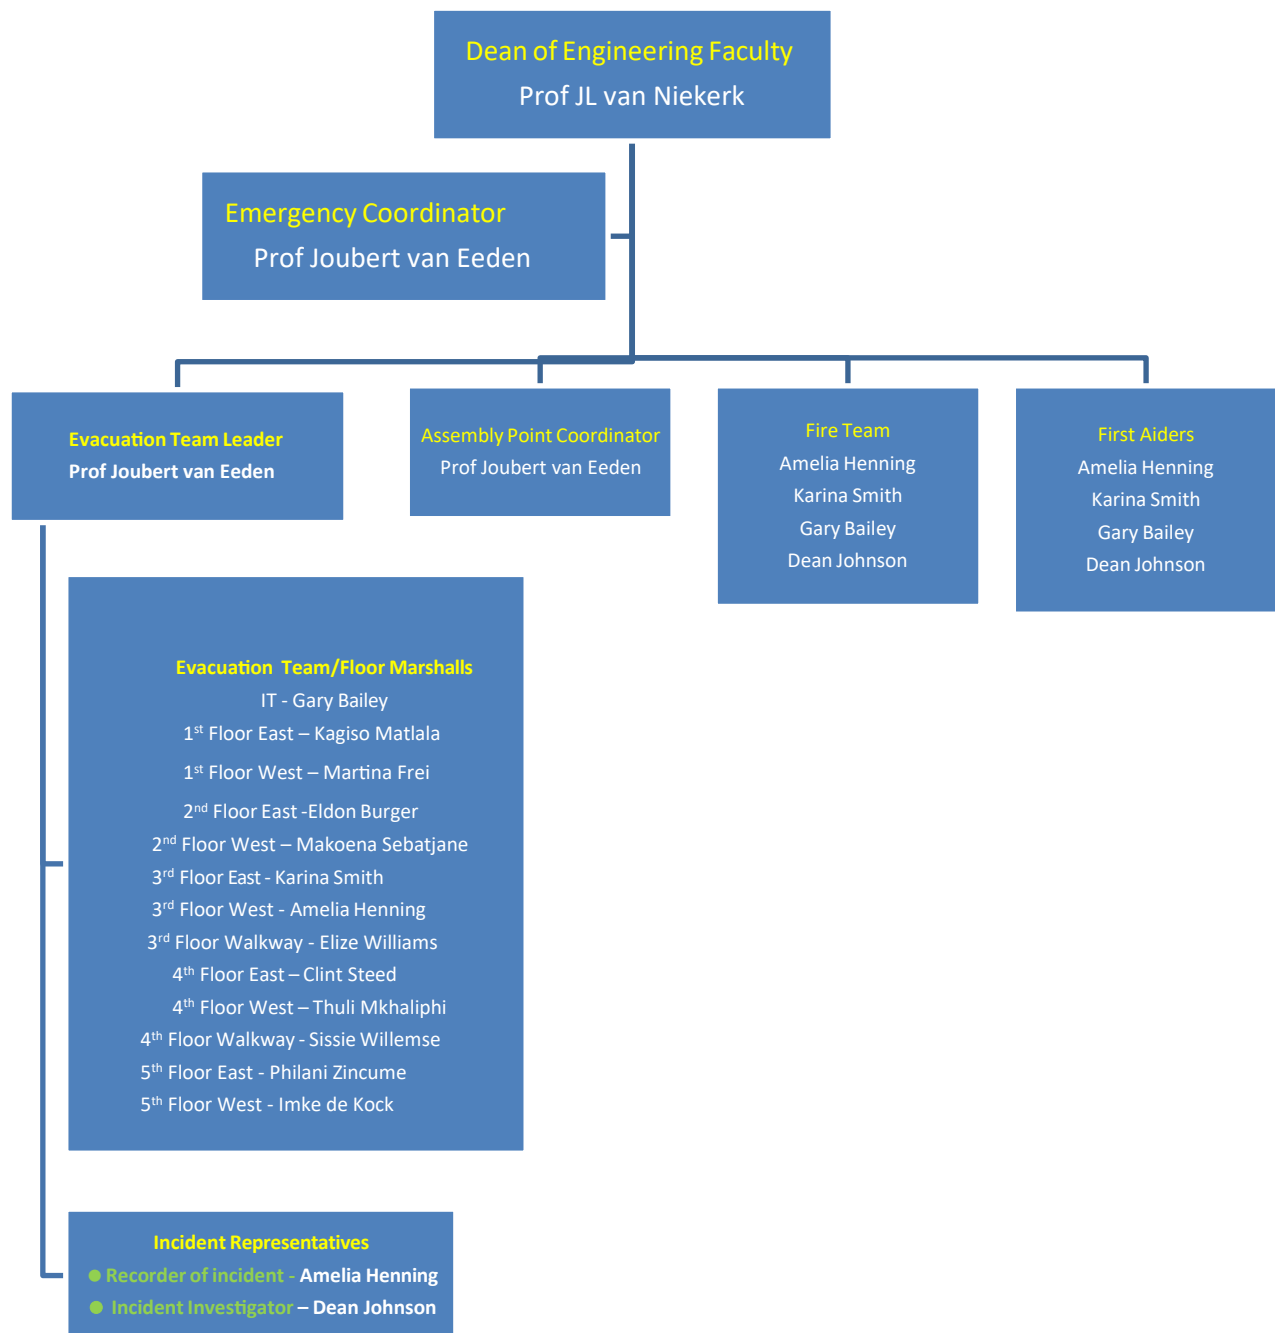 Dean of Engineering Faculty
Prof JL van Niekerk
Emergency Coordinator
Prof Joubert van Eeden
Evacuation Team Leader
Prof Joubert van Eeden
Assembly Point Coordinator
Prof Joubert van Eeden
Fire Team
Amelia Henning
Karina Smith
Gary Bailey
Dean Johnson
First Aiders
Amelia Henning
Karina Smith
Gary Bailey
Dean Johnson
Evacuation Team/Floor Marshalls
IT - Gary Bailey
1st Floor East – Kagiso Matlala
1st Floor West – Martina Frei
2nd Floor East -Eldon Burger
2nd Floor West – Makoena Sebatjane
3rd Floor East - Karina Smith
3rd Floor West - Amelia Henning
3rd Floor Walkway - Elize Williams
4th Floor East – Clint Steed
4th Floor West – Thuli Mkhaliphi
4th Floor Walkway - Sissie Willemse
5th Floor East - Philani Zincume
5th Floor West - Imke de Kock
Incident Representatives
● Recorder of incident - Amelia Henning
● Incident Investigator – Dean Johnson